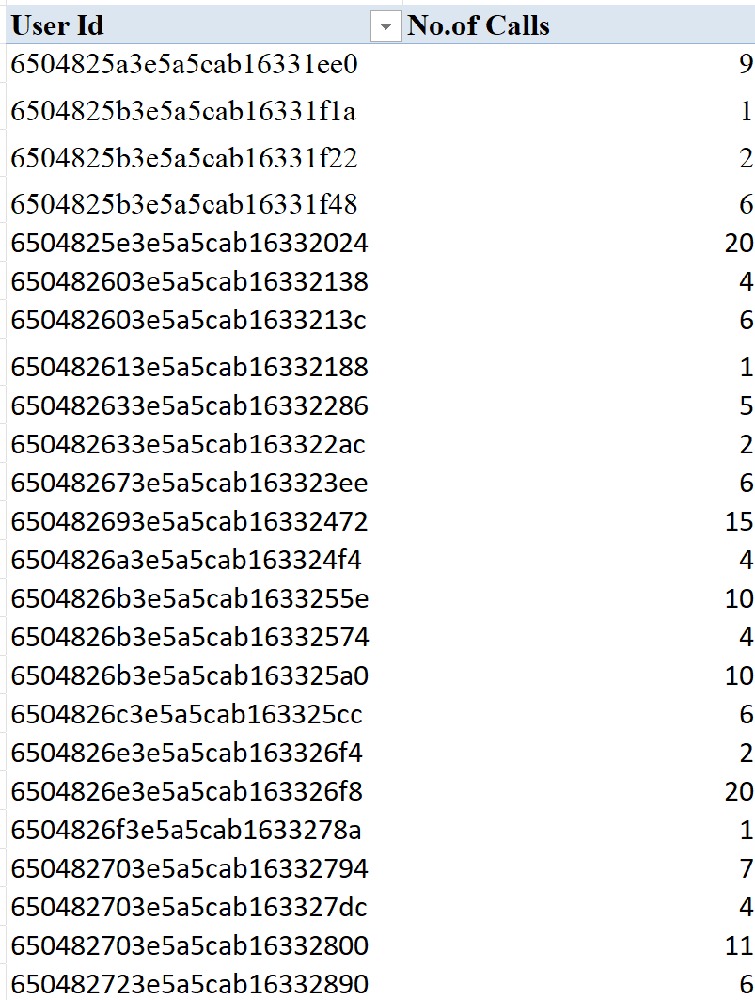 User Id No.of Calls
6504825a3e5a5cab16331ee0 9
6504825b3e5a5cab16331f1a 1
6504825b3e5a5cab16331f22 2
6504825b3e5a5cab16331f48 6
6504825e3e5a5cab16332024 20
650482603e5a5cab16332138 4
650482603e5a5cab1633213c 6
650482613e5a5cab16332188 1
650482633e5a5cab16332286 5
650482633e5a5cab163322ac 2
650482673e5a5cab163323ee 6
650482693e5a5cab16332472 15
6504826a3e5a5cab163324f4 4
6504826b3e5a5cab1633255e 10
6504826b3e5a5cab16332574 4
6504826b3e5a5cab163325a0 10
6504826c3e5a5cab163325cc 6
6504826e3e5a5cab163326f4 2
6504826e3e5a5cab163326f8 20
6504826f3e5a5cab1633278a 1
650482703e5a5cab16332794 7
650482703e5a5cab163327dc 4
650482703e5a5cab16332800 11
650482723e5a5cab16332890 6